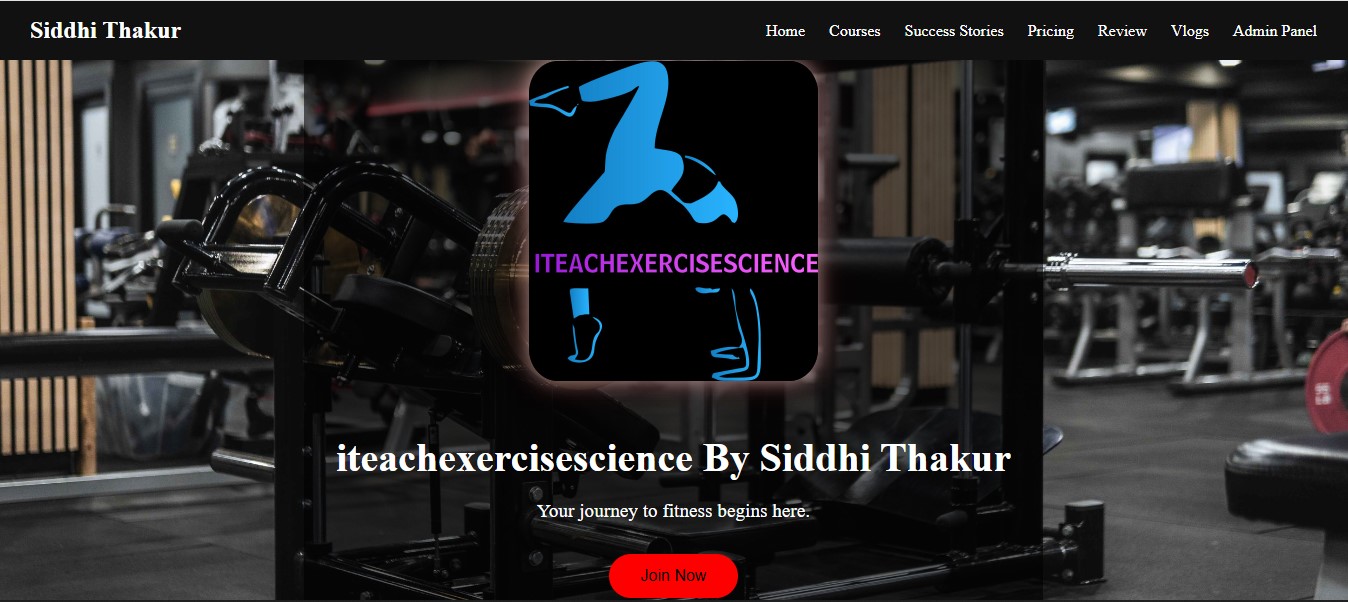 Siddhi Thakur
Home Courses Success Stories Pricing Review Vlogs Admin Panel
ITEACHEXERCISESCIENCE
iteachexercisescience By Siddhi Thakur
Your journey to fitness begins here.
Join Now